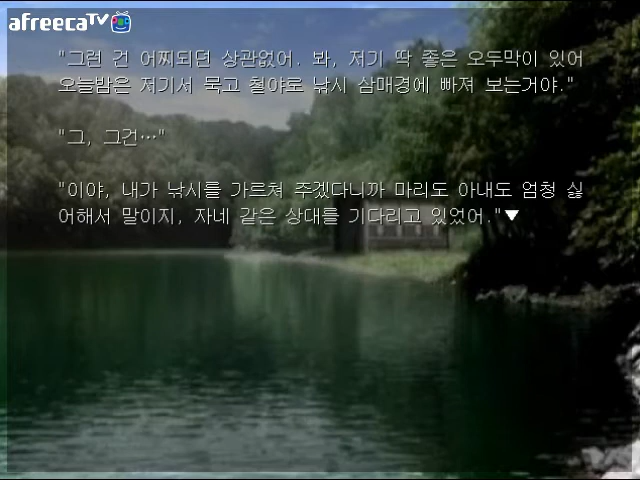 afreecaTV
"그런 건 어찌되던 상관없어. 봐, 저기 딱 좋은 오두막이 있어
오늘밤은 저기서 묵고 철야로 낚시 삼매경에 빠져 보는거야."
"그, 그건…"
"이야, 내가 낚시를 가르쳐 주겠다니까 마리도 아내도 엄청 싫
어해서 말이지, 자네 같은 상대를 기다리고 있었어."▼